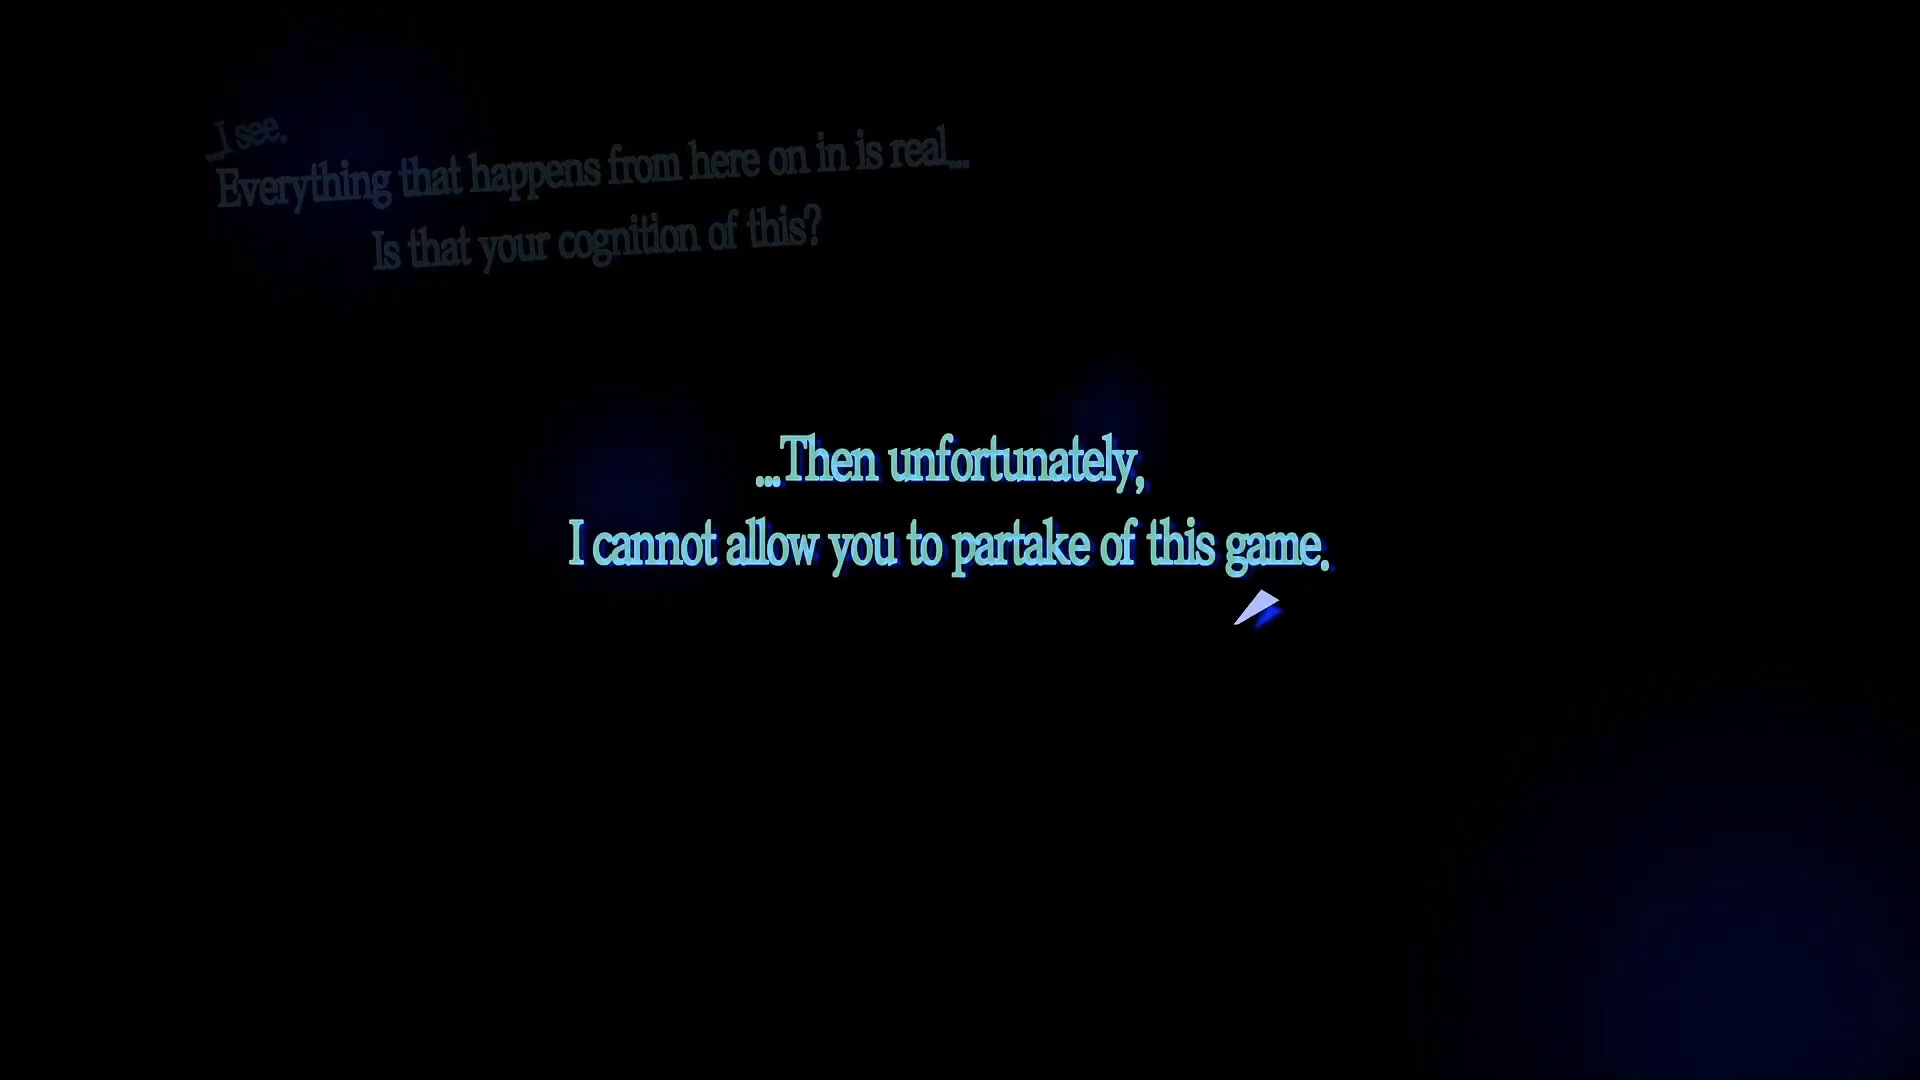 ...I see.
Everything that happens from here on in is real...
Is that your cognition of this?
...Then unfortunately,
I cannot allow you to partake of this game.